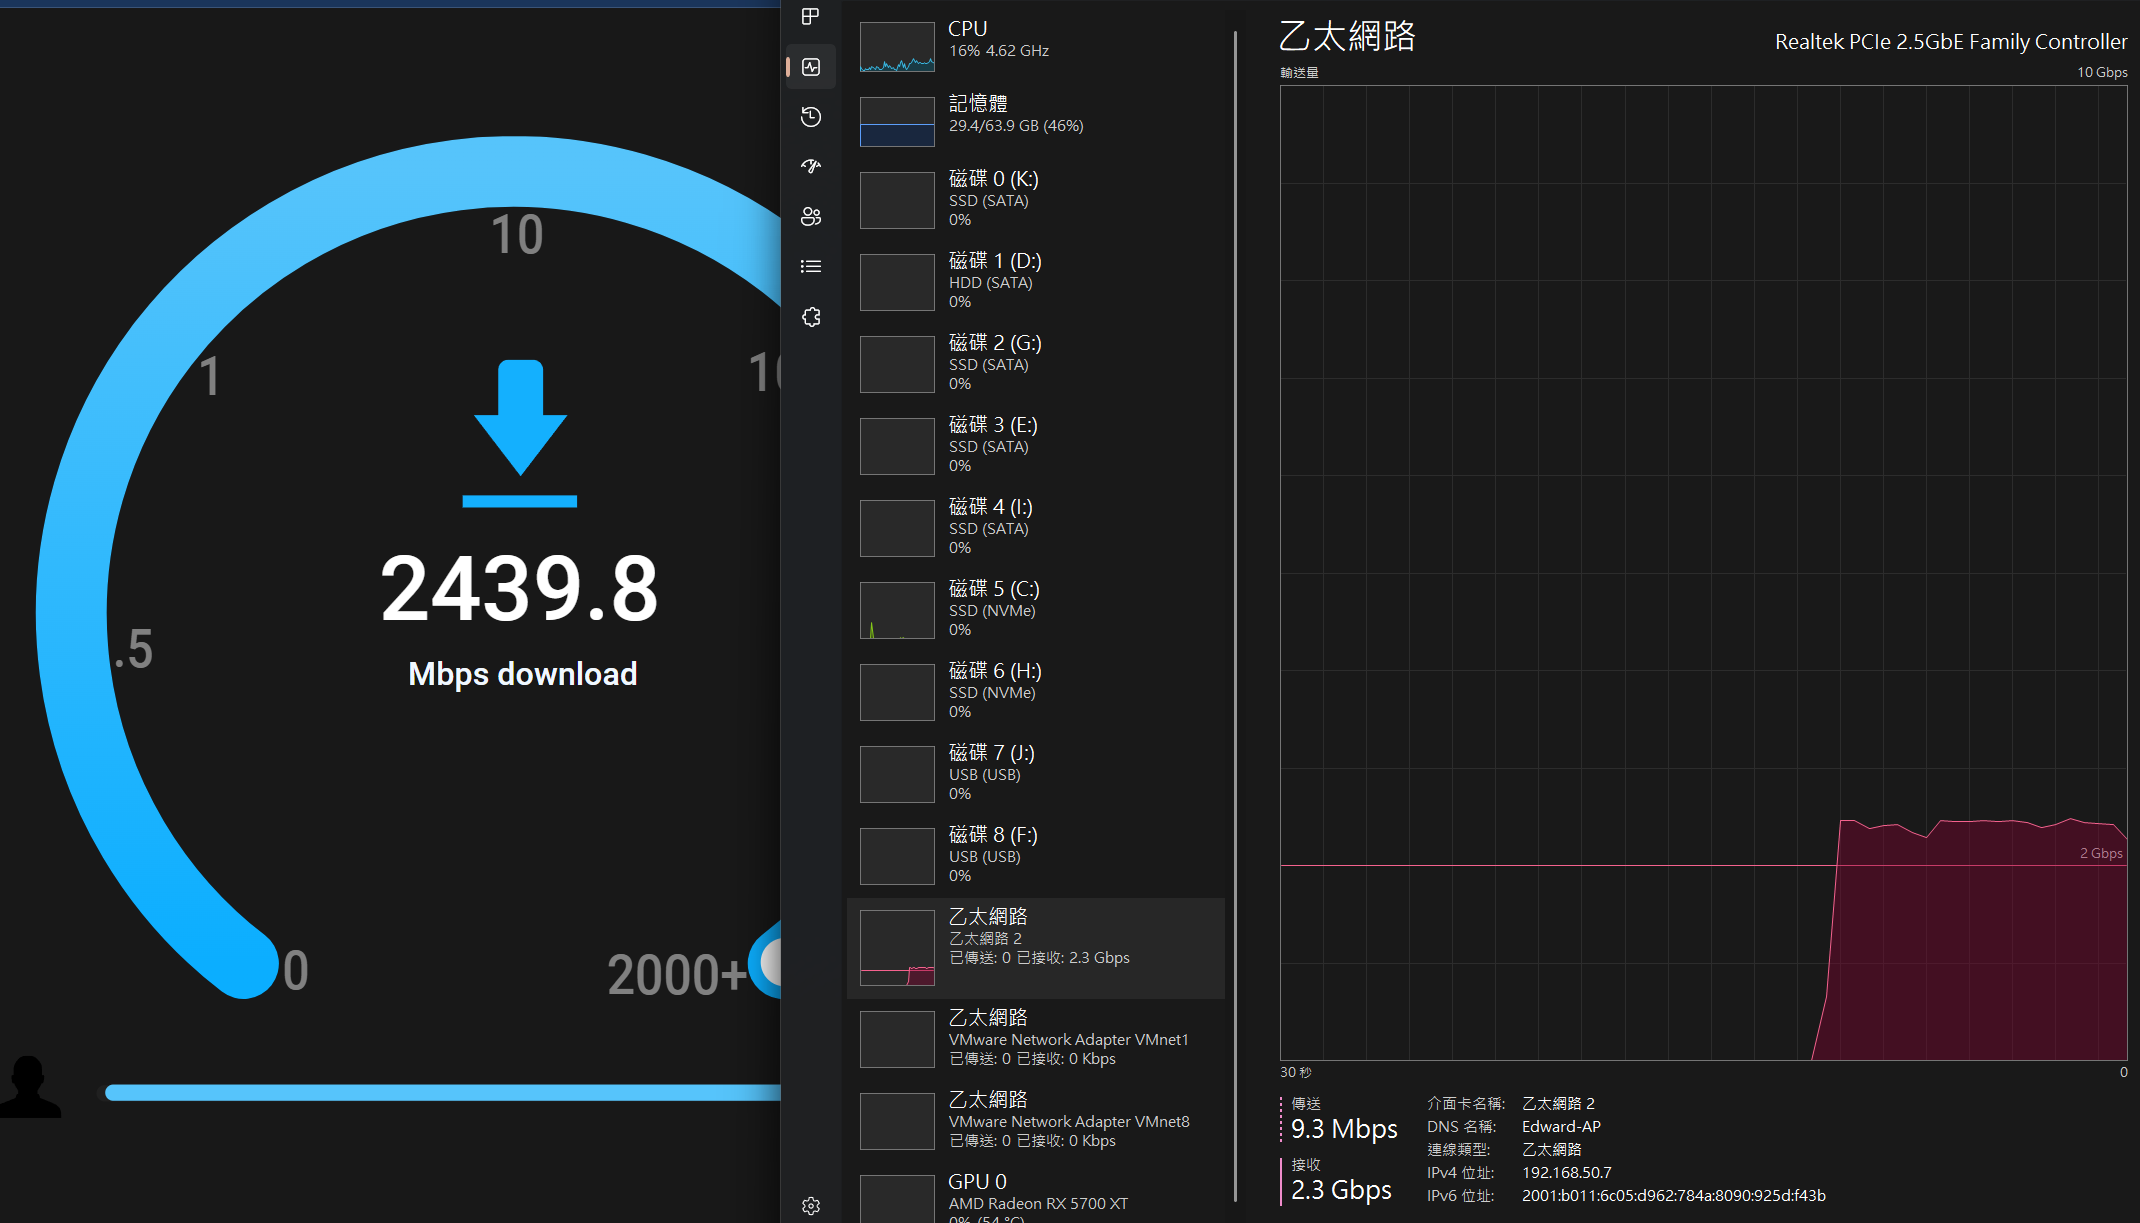 10
1
10
.5
2439.8
Mbps download
0
2000+
CPU
16% 4.62 GHz
記憶體
29.4/63.9 GB (46%)
磁碟 0 (K:)
SSD (SATA)
0%
磁碟 1 (D:)
HDD (SATA)
0%
磁碟 2 (G:)
SSD (SATA)
0%
磁碟 3 (E:)
SSD (SATA)
0%
磁碟 4 (I:)
SSD (SATA)
0%
磁碟 5 (C:)
SSD (NVMe)
0%
磁碟 6 (H:)
SSD (NVMe)
0%
磁碟 7 (J:)
USB (USB)
0%
磁碟 8 (F:)
USB (USB)
0%
乙太網路
乙太網路 2
已傳送: 0 已接收: 2.3 Gbps
乙太網路
VMware Network Adapter VMnet1
已傳送: 0 已接收: 0 Kbps
乙太網路
VMware Network Adapter VMnet8
已傳送: 0 已接收: 0 Kbps
GPU 0
AMD Radeon RX 5700 XT
0% (54 °C)
乙太網路
Realtek PCIe 2.5GbE Family Controller
輸送量
10 Gbps
2 Gbps
30 秒
0
傳送
9.3 Mbps
接收
2.3 Gbps
介面卡名稱: 乙太網路 2
DNS 名稱: Edward-AP
連線類型: 乙太網路
IPv4 位址: 192.168.50.7
IPv6 位址: 2001:b011:6c05:d962:784a:8090:925d:f43b